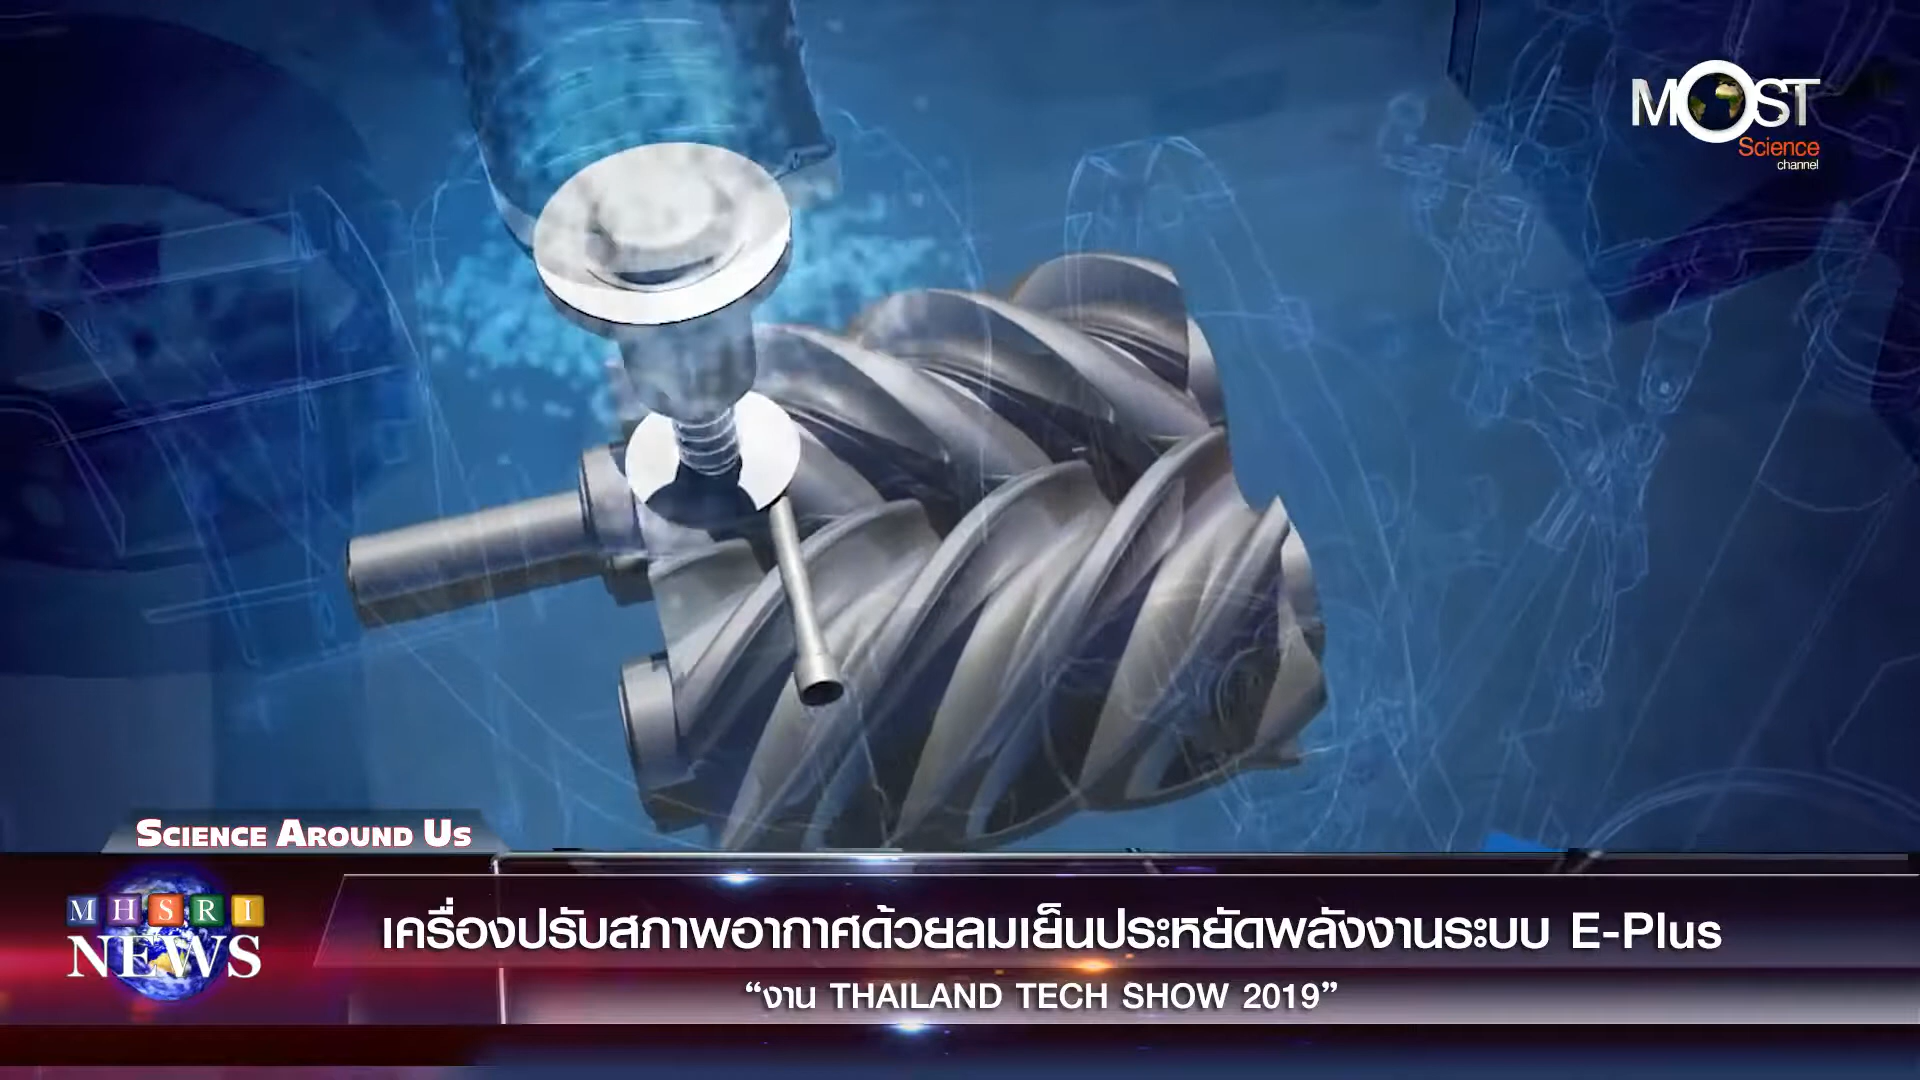 MOST
Science
channel
SCIENCE AROUND US
MHSRI
NEWS
เครื่องปรับสภาพอากาศด้วยลมเย็นประหยัดพลังงานระบบ E-Plus
“งาน THAILAND TECH SHOW 2019”